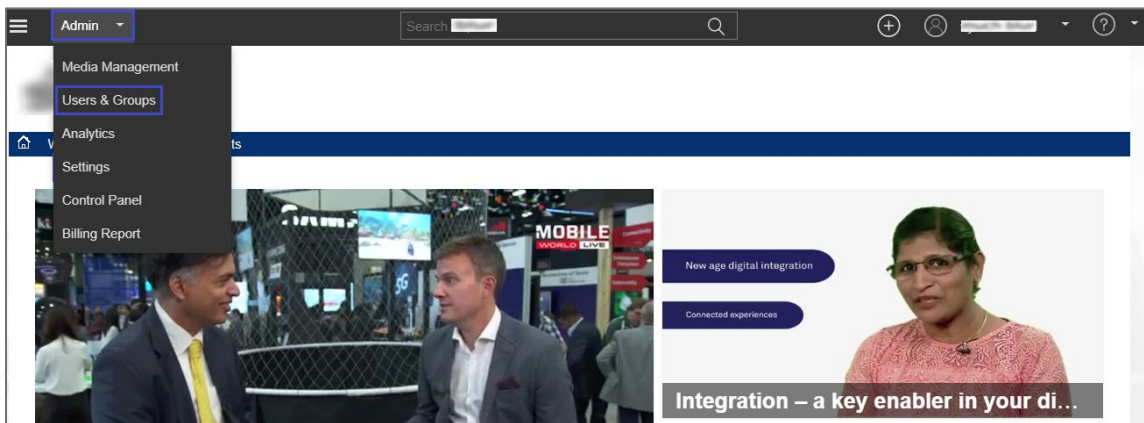 Admin
Search
Media Management
Users & Groups
Analytics
ts
Settings
Control Panel
Billing Report
MOBILE
WORLD LIVE
5G
New age digital integration
Connected experiences
Integration – a key enabler in your di...